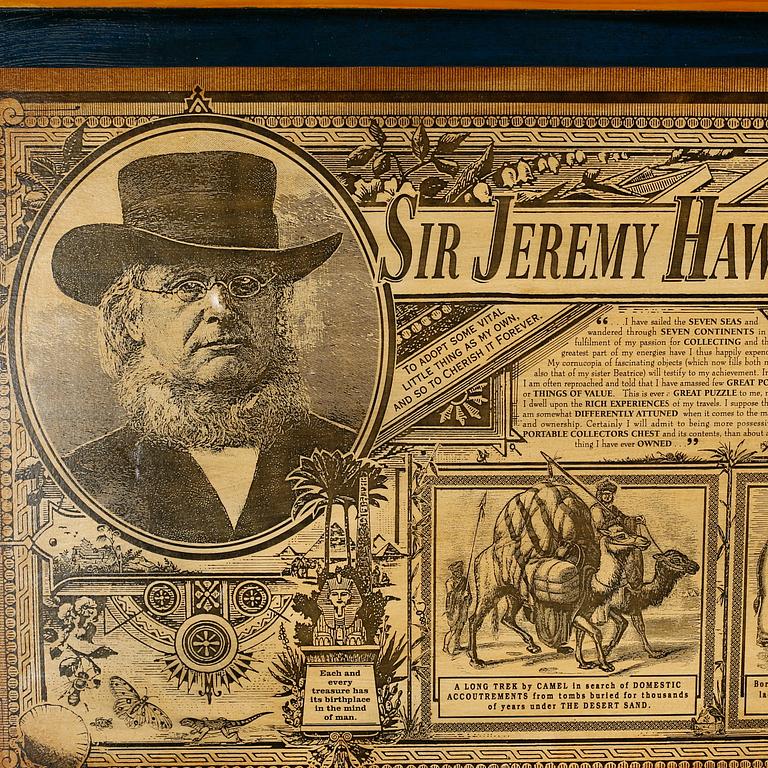 SIR JEREMY HAW
TO ADOPT SOME VITAL
LITTLE THING AS MY OWN,
AND SO TO CHERISH IT FOREVER.
“. . . I have sailed the SEVEN SEAS and
wandered through SEVEN CONTINENTS in
fulfilment of my passion for COLLECTING and th
greatest part of my energies have I thus happily expend
My cornucopia of fascinating objects (which now fills both m
also that of my sister Beatrice) will testify to my achievement. In
I am often reproached and told that I have amassed few GREAT PO
or THINGS OF VALUE. This is ever a GREAT PUZZLE to me,
I dwell upon the RICH EXPERIENCES of my travels. I suppose th
am somewhat DIFFERENTLY ATTUNED when it comes to the ma
and ownership. Certainly I will admit to being more possessi
PORTABLE COLLECTORS CHEST and its contents, than about a
thing I have ever OWNED . . .”
Each and
every
treasure has
its birthplace
in the mind
of man.
A LONG TREK by CAMEL in search of DOMESTIC
ACCOUTREMENTS from tombs buried for thousands
of years under THE DESERT SAND.
Bor
la